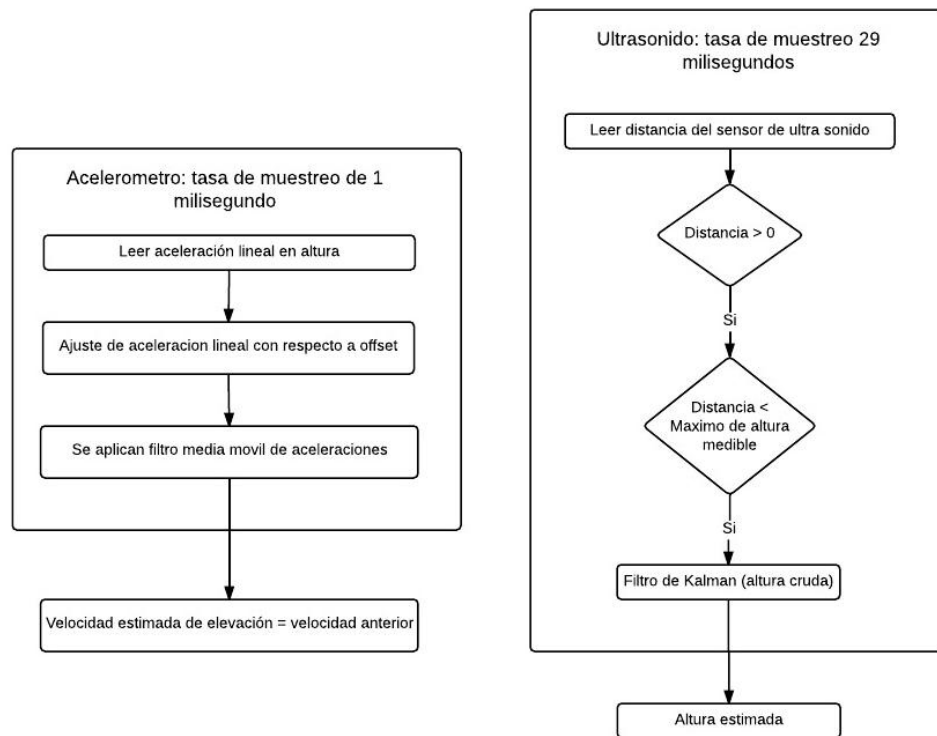 Acelerometro: tasa de muestreo de 1
milisegundo
Leer aceleración lineal en altura
Ajuste de aceleracion lineal con respecto a offset
Se aplican filtro media movil de aceleraciones
Velocidad estimada de elevación = velocidad anterior
Ultrasonido: tasa de muestreo 29
milisegundos
Leer distancia del sensor de ultra sonido
Distancia > 0
Si
Distancia <
Maximo de altura
medible
Si
Filtro de Kalman (altura cruda)
Altura estimada